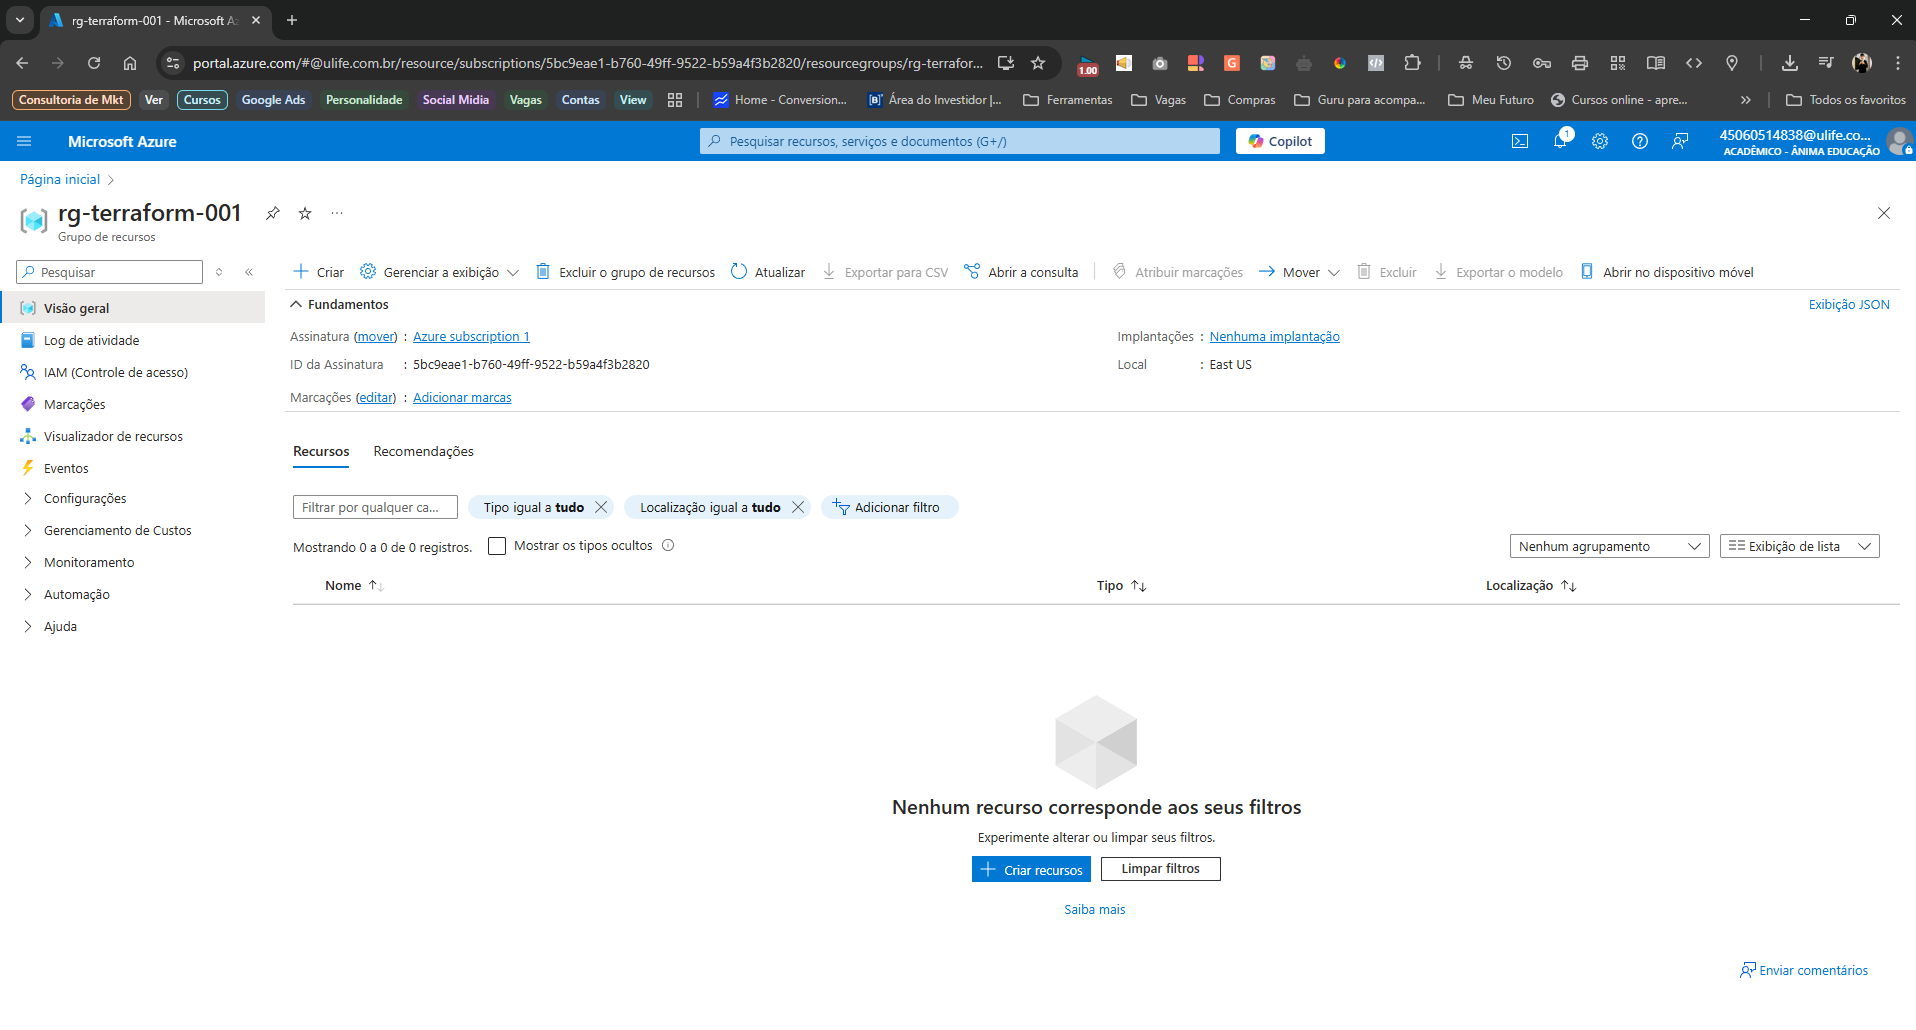 rg-terraform-001 - Microsoft Az
portal.azure.com/#@ulife.com.br/resource/subscriptions/5bc9eae1-b760-49ff-9522-b59a4f3b2820/resourcegroups/rg-terrafor...
1.00
Consultoria de Mkt Ver Cursos Google Ads Personalidade Social Midia Vagas Contas View Home - Conversion... Área do Investidor |... Ferramentas Vagas Compras Guru para acompa... Meu Futuro Cursos online - apre... Todos os favoritos
Microsoft Azure
Pesquisar recursos, serviços e documentos (G+/)
Copilot
1
45060514838@ulife.co...
ACADÊMICO - ÂNIMA EDUCAÇÃO
Página inicial
rg-terraform-001
Grupo de recursos
Pesquisar
Criar Gerenciar a exibição Excluir o grupo de recursos Atualizar Exportar para CSV Abrir a consulta Atribuir marcações Mover Excluir Exportar o modelo Abrir no dispositivo móvel
Visão geral
Log de atividade
IAM (Controle de acesso)
Marcações
Visualizador de recursos
Eventos
Configurações
Gerenciamento de Custos
Monitoramento
Automação
Ajuda
Fundamentos
Exibição JSON
Assinatura (mover) : Azure subscription 1
ID da Assinatura : 5bc9eae1-b760-49ff-9522-b59a4f3b2820
Marcações (editar) : Adicionar marcas
Implantações : Nenhuma implantação
Local : East US
Recursos Recomendações
Filtrar por qualquer ca... Tipo igual a tudo Localização igual a tudo Adicionar filtro
Mostrando 0 a 0 de 0 registros. Mostrar os tipos ocultos
Nenhum agrupamento Exibição de lista
Nome Tipo Localização
Nenhum recurso corresponde aos seus filtros
Experimente alterar ou limpar seus filtros.
Criar recursos Limpar filtros
Saiba mais
Enviar comentários